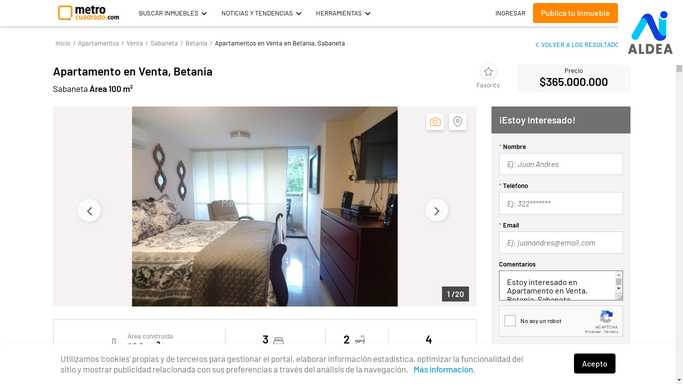 metro
cuadrado.com
BUSCAR INMUEBLES
NOTICIAS Y TENDENCIAS
HERRAMIENTAS
INGRESAR
Publica tu Inmueble
ALDEA
Inicio / Apartamentos / Venta / Sabaneta / Betania / Apartamentos en Venta en Betania, Sabaneta
VOLVER A LOS RESULTADO
Apartamento en Venta, Betania
Sabaneta Área 100 m²
Favorito
Precio
$365.000.000
1 / 20
¡Estoy Interesado!
* Nombre
Ej: Juan Andres
* Teléfono
Ej: 322*******
* Email
Ej: juanandres@email.com
Comentarios
Estoy interesado en
Apartamento en Venta,
Betania, Sabaneta
No soy un robot
reCAPTCHA
Privacidad - Términos
Área construida
3
2
4
Utilizamos 'cookies' propias y de terceros para gestionar el portal, elaborar información estadística, optimizar la funcionalidad del
sitio y mostrar publicidad relacionada con sus preferencias a través del análisis de la navegación. Más información.
Acepto